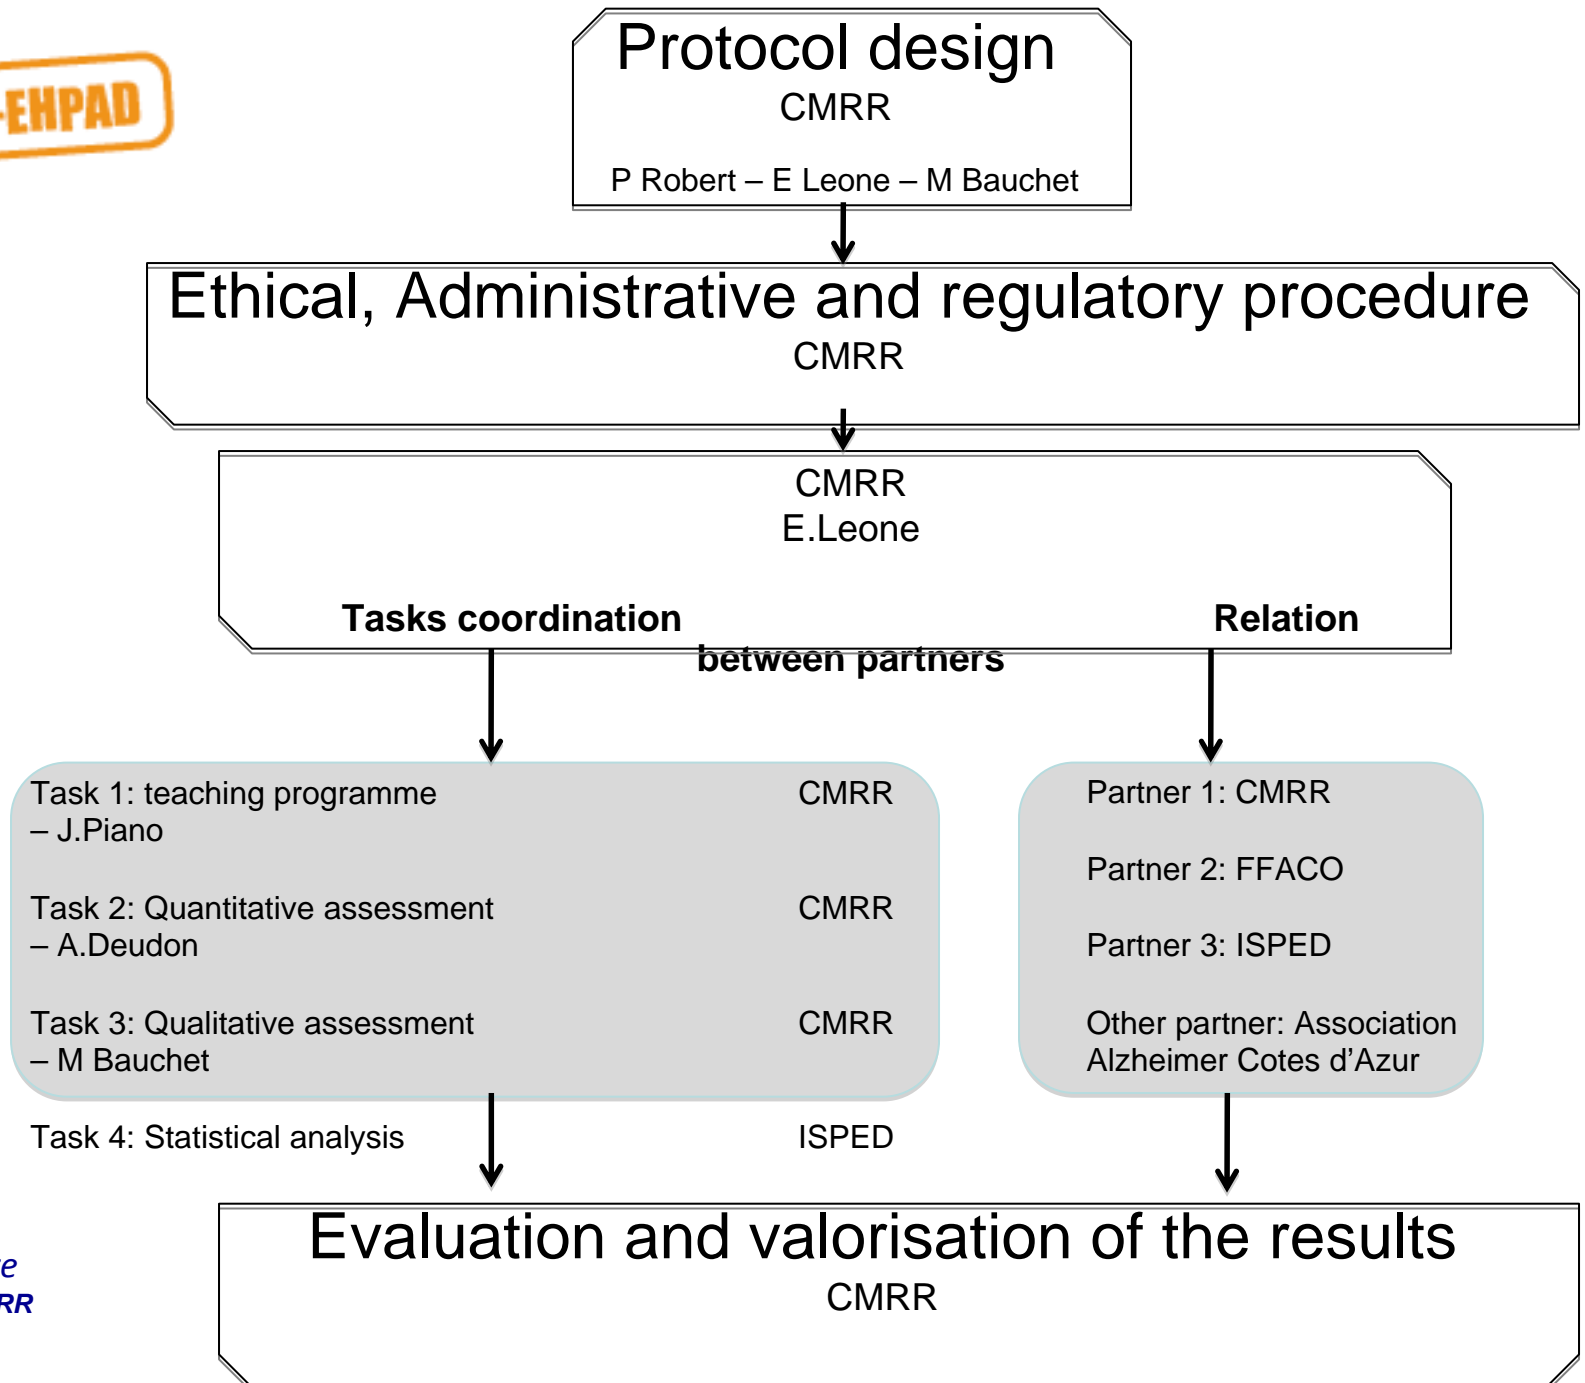 -EHPAD
Protocol design
CMRR
P Robert – E Leone – M Bauchet
Ethical, Administrative and regulatory procedure
CMRR
CMRR
E.Leone
Tasks coordination Relation
between partners
Task 1: teaching programme CMRR
– J.Piano
Task 2: Quantitative assessment CMRR
– A.Deudon
Task 3: Qualitative assessment CMRR
– M Bauchet
Task 4: Statistical analysis ISPED
Partner 1: CMRR
Partner 2: FFACO
Partner 3: ISPED
Other partner: Association
Alzheimer Cotes d’Azur
Evaluation and valorisation of the results
CMRR
RR